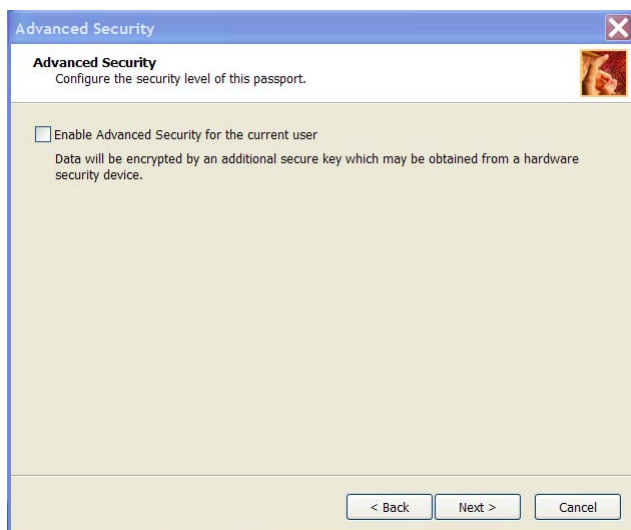 Advanced Security
Advanced Security
Configure the security level of this passport.
Enable Advanced Security for the current user
Data will be encrypted by an additional secure key which may be obtained from a hardware
security device.
< Back Next > Cancel